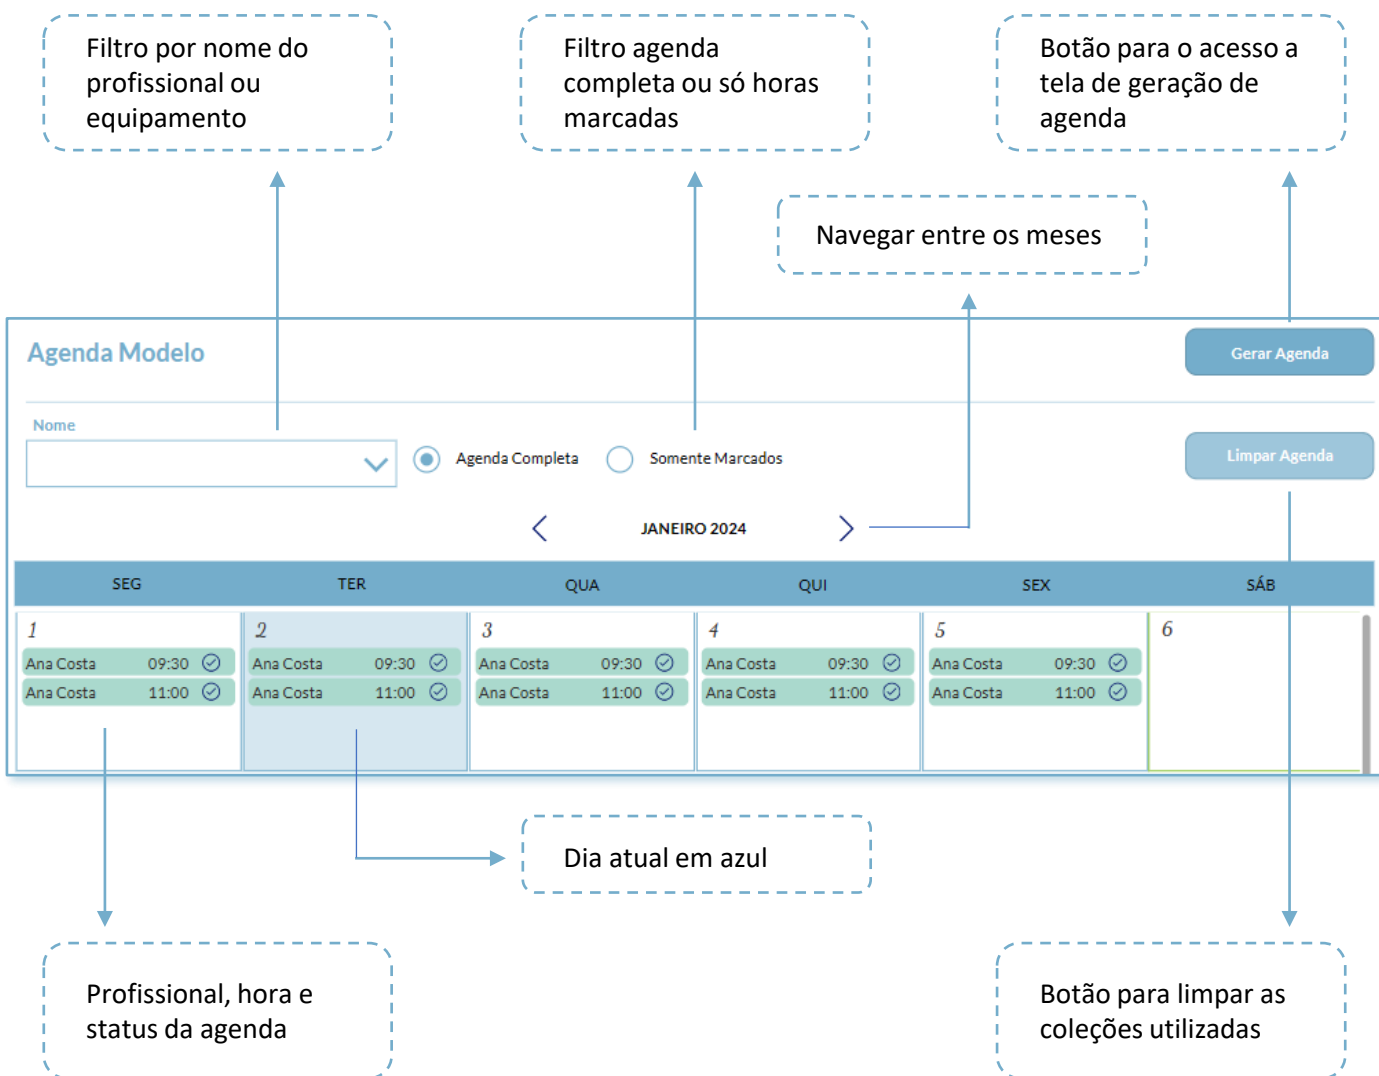 Filtro por nome do
profissional ou
equipamento
Filtro agenda
completa ou só horas
marcadas
Botão para o acesso a
tela de geração de
agenda
Navegar entre os meses
Agenda Modelo
Gerar Agenda
Nome
Agenda Completa
Somente Marcados
Limpar Agenda
JANEIRO 2024
SEG TER QUA QUI SEX SÁB
1 2 3 4 5 6
Ana Costa 09:30 Ana Costa 09:30 Ana Costa 09:30 Ana Costa 09:30 Ana Costa 09:30
Ana Costa 11:00 Ana Costa 11:00 Ana Costa 11:00 Ana Costa 11:00 Ana Costa 11:00
Dia atual em azul
Profissional, hora e
status da agenda
Botão para limpar as
coleções utilizadas